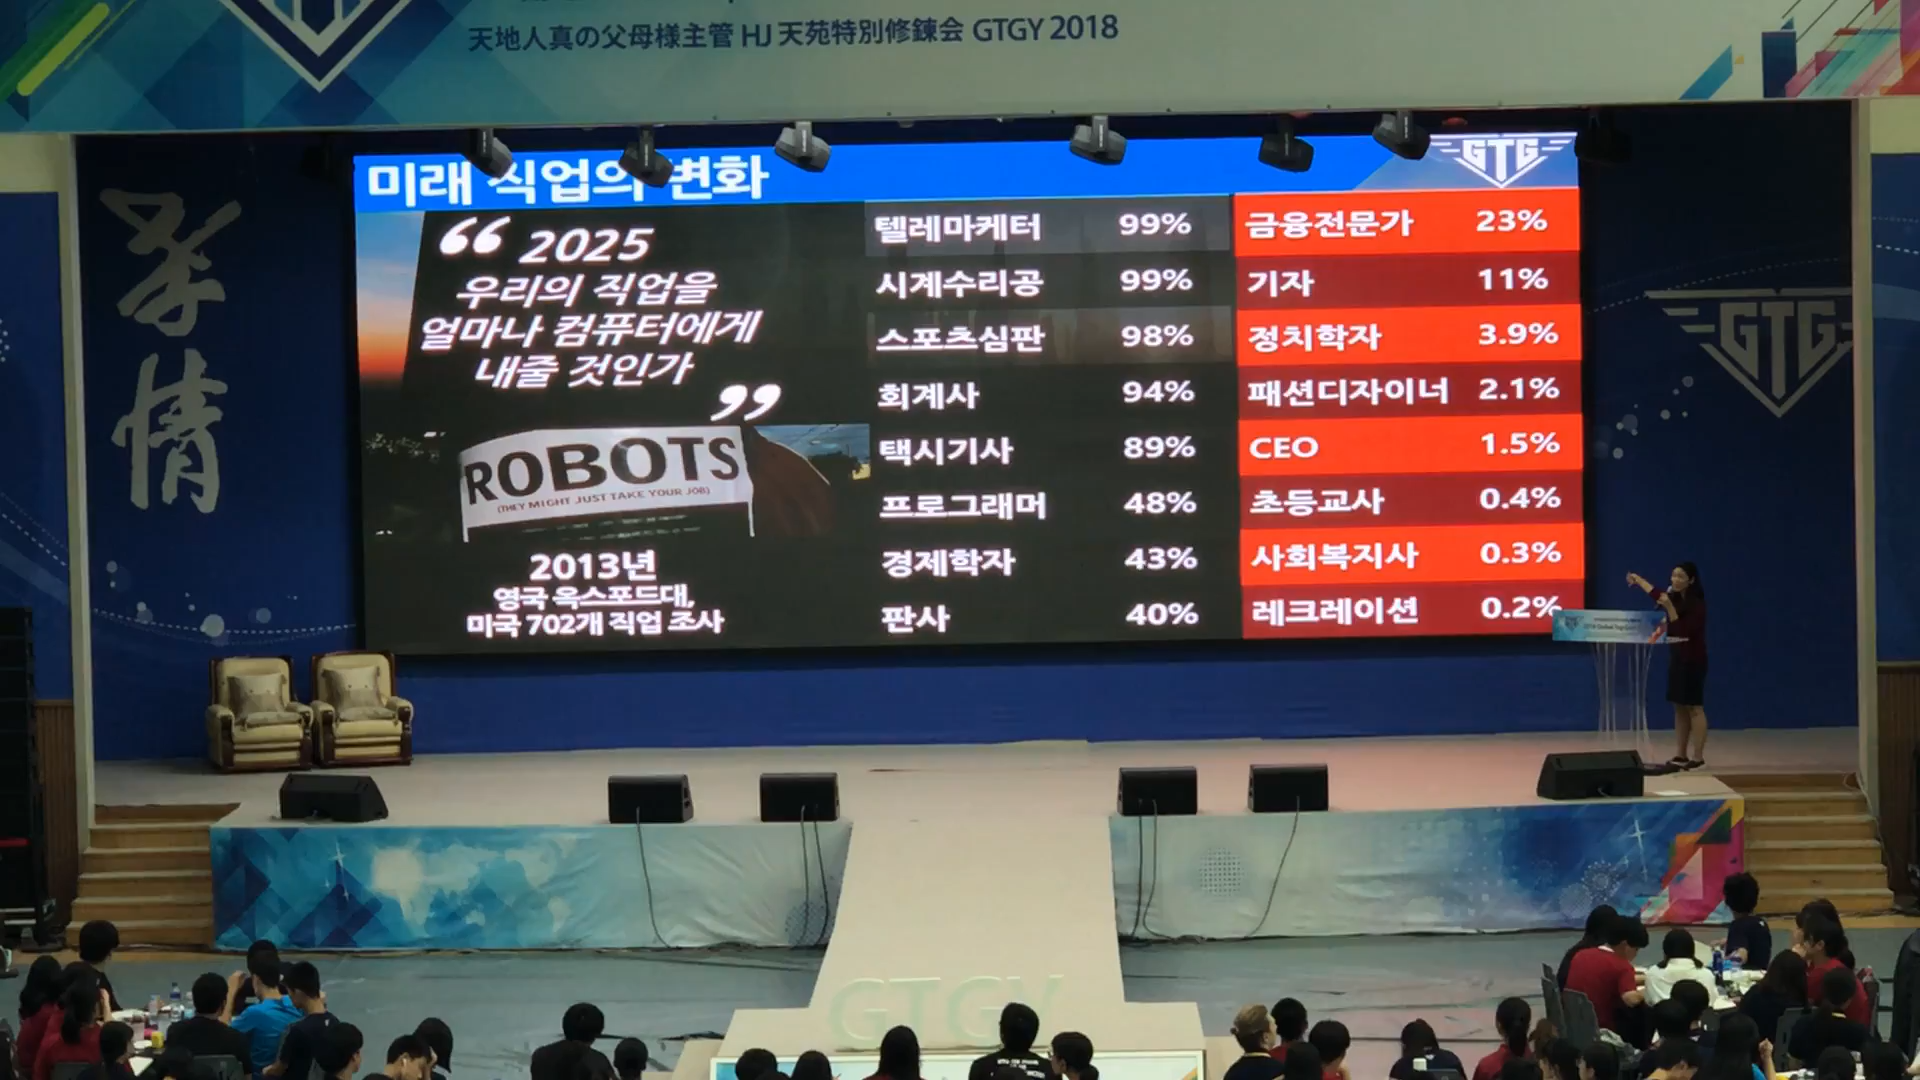 天地人真の父母様主管 HJ 天苑特別修錬会 GTGY 2018
미래 직업의 변화
GTG
“ 2025
우리의 직업을
얼마나 컴퓨터에게
내줄 것인가 ”
ROBOTS
(THEY MIGHT JUST TAKE YOUR JOB)
2013년
영국 옥스포드대,
미국 702개 직업 조사
텔레마케터 99%
시계수리공 99%
스포츠심판 98%
회계사 94%
택시기사 89%
프로그래머 48%
경제학자 43%
판사 40%
금융전문가 23%
기자 11%
정치학자 3.9%
패션디자이너 2.1%
CEO 1.5%
초등교사 0.4%
사회복지사 0.3%
레크레이션 0.2%
情
GTG
GTGY